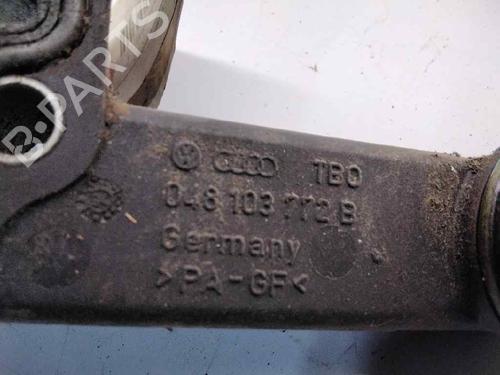 TBO
048 103 772 B
Germany
>PA-GF<
B-PARTS